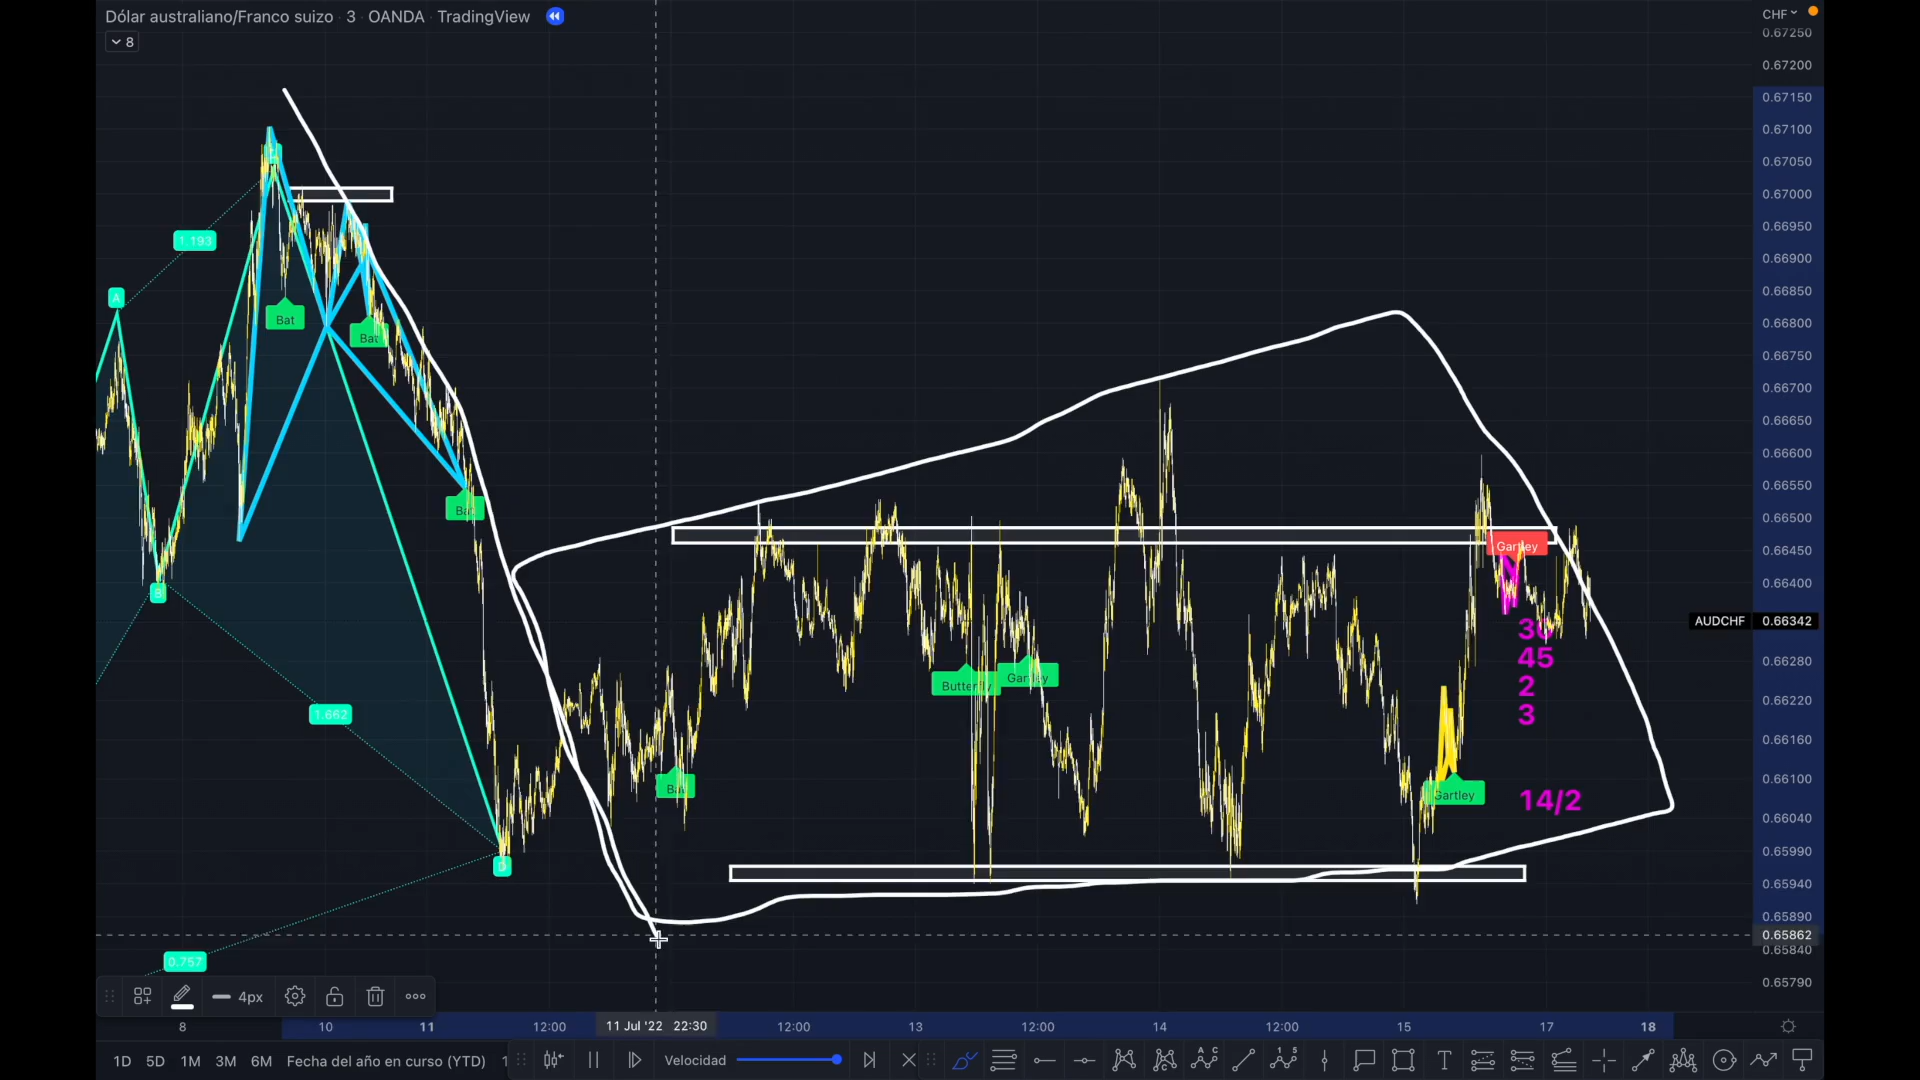 Dólar australiano/Franco suizo · 3 · OANDA · TradingView
8
CHF
0.67250
0.67200
0.67150
0.67100
0.67050
0.67000
0.66950
0.66900
0.66850
0.66800
0.66750
0.66700
0.66650
0.66600
0.66550
0.66500
0.66450
0.66400
AUDCHF 0.66342
0.66280
0.66220
0.66160
0.66100
0.66040
0.65990
0.65940
0.65890
0.65862
0.65840
0.65790
1.193
A
Bat
Bat
Bat
B
1.662
D
0.757
Bat
Butterfly
Gartley
Gartley
Gartley
30
45
2
3
14/2
4px
8 10 11 12:00 11 Jul '22 22:30 12:00 13 12:00 14 12:00 15 17 18
1D 5D 1M 3M 6M Fecha del año en curso (YTD) Velocidad